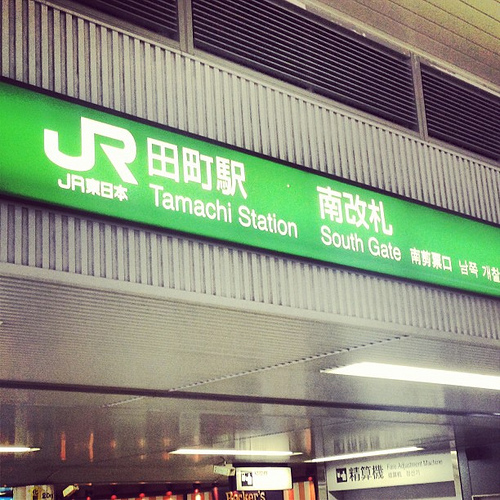 JR 田町駅 南改札
JR東日本 Tamachi Station South Gate 南剪票口 남쪽 개찰
精算機 Fare Adjustment Machine
Becker's